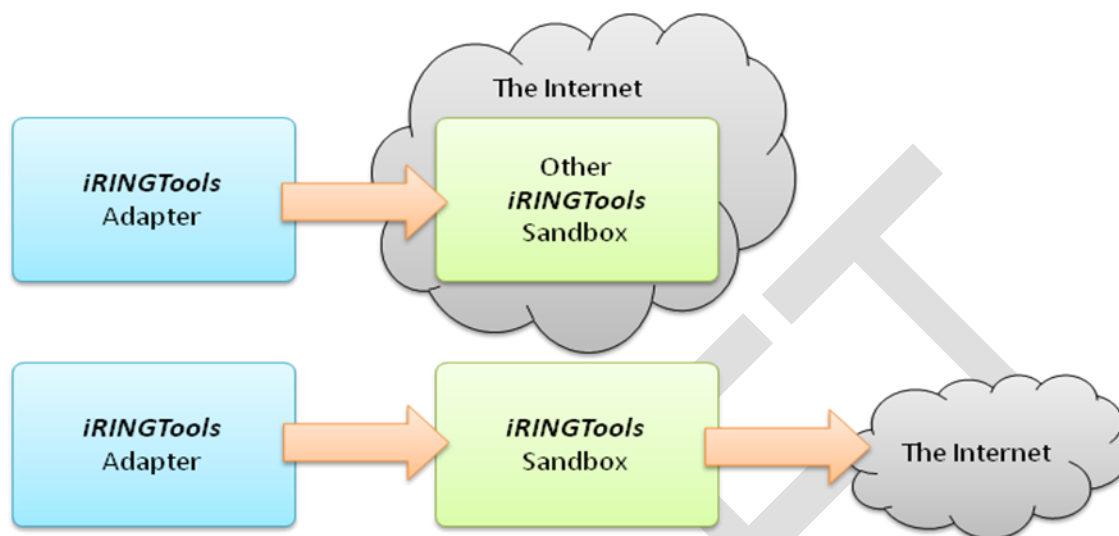 The Internet
iRINGTools
Adapter
Other
iRINGTools
Sandbox
iRINGTools
Adapter
iRINGTools
Sandbox
The Internet